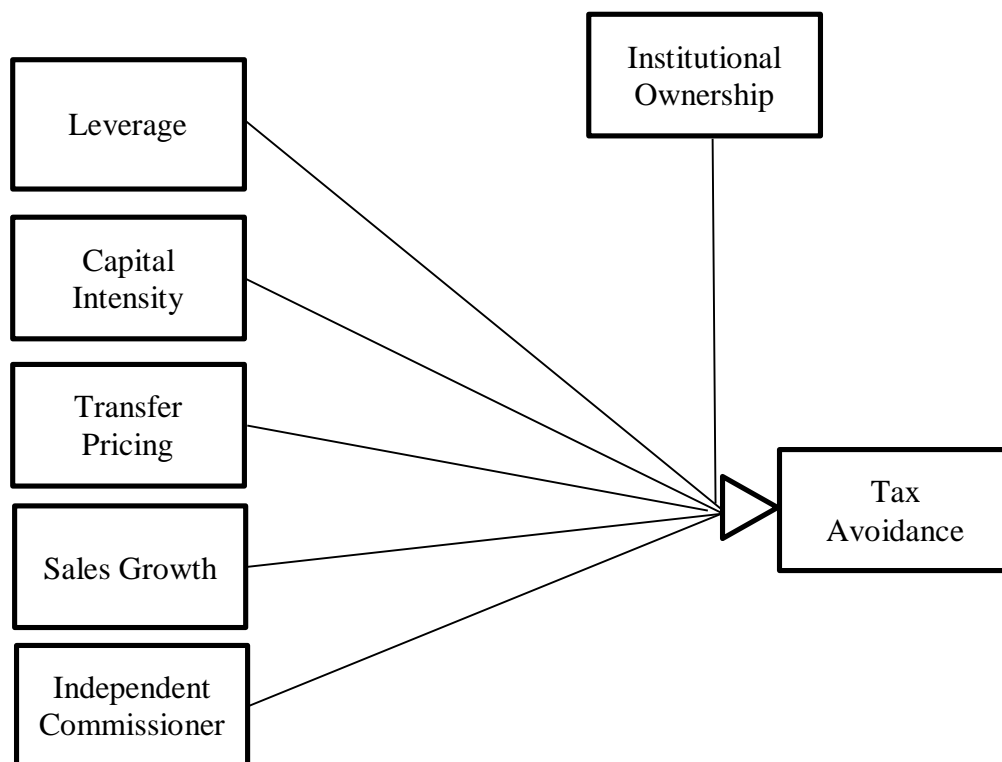 Institutional
Ownership
Leverage
Capital
Intensity
Transfer
Pricing
Tax
Avoidance
Sales Growth
Independent
Commissioner